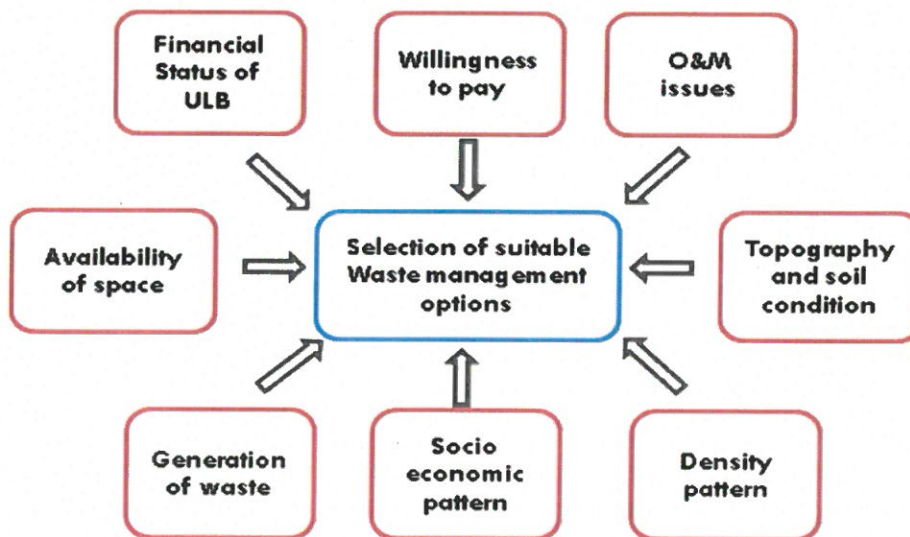 Financial
Status of
ULB
Willingness
to pay
O&M
issues
Availability
of space
Selection of suitable
Waste management
options
Topography
and soil
condition
Generation
of waste
Socio
economic
pattern
Density
pattern